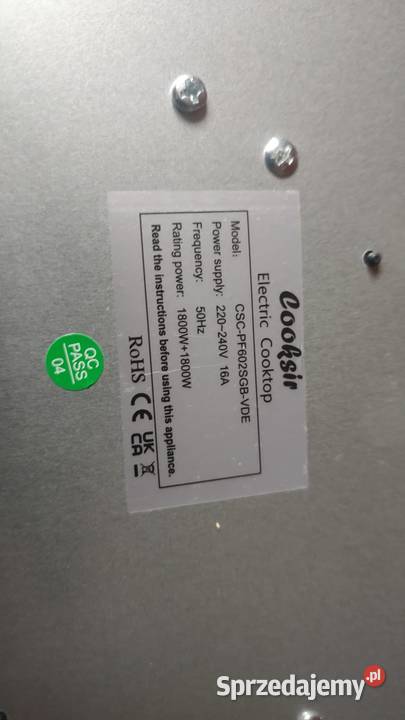 Cooksir
Electric Cooktop
Model: CSC-PF602SGB-VDE
Power supply: 220~240V 16A
Frequency: 50Hz
Rating power: 1800W+1800W
Read the instructions before using this appliance.
RoHS CE UK CA
QC
PASS
04
Sprzedajemy.pl